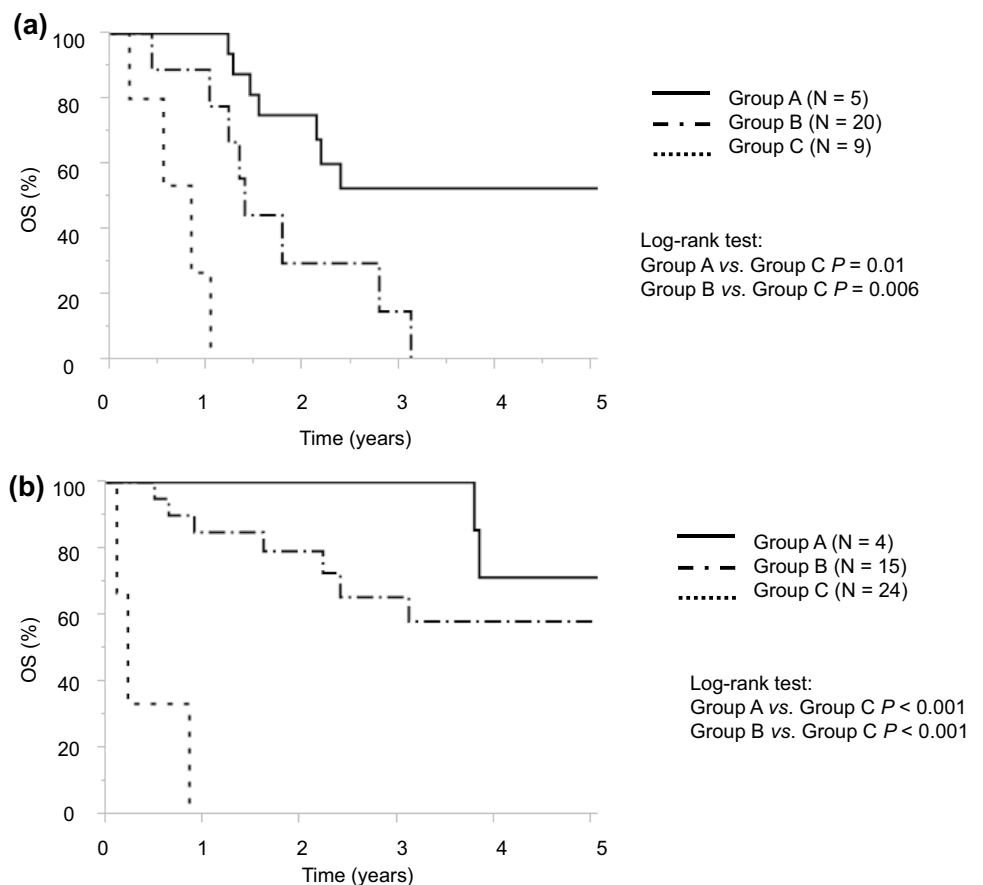 (a)
100
80
60
40
20
0
OS (%)
0 1 2 3 4 5
Time (years)
Group A (N = 5)
Group B (N = 20)
Group C (N = 9)
Log-rank test:
Group A vs. Group C P = 0.01
Group B vs. Group C P = 0.006
(b)
100
80
60
40
20
0
OS (%)
0 1 2 3 4 5
Time (years)
Group A (N = 4)
Group B (N = 15)
Group C (N = 24)
Log-rank test:
Group A vs. Group C P < 0.001
Group B vs. Group C P < 0.001